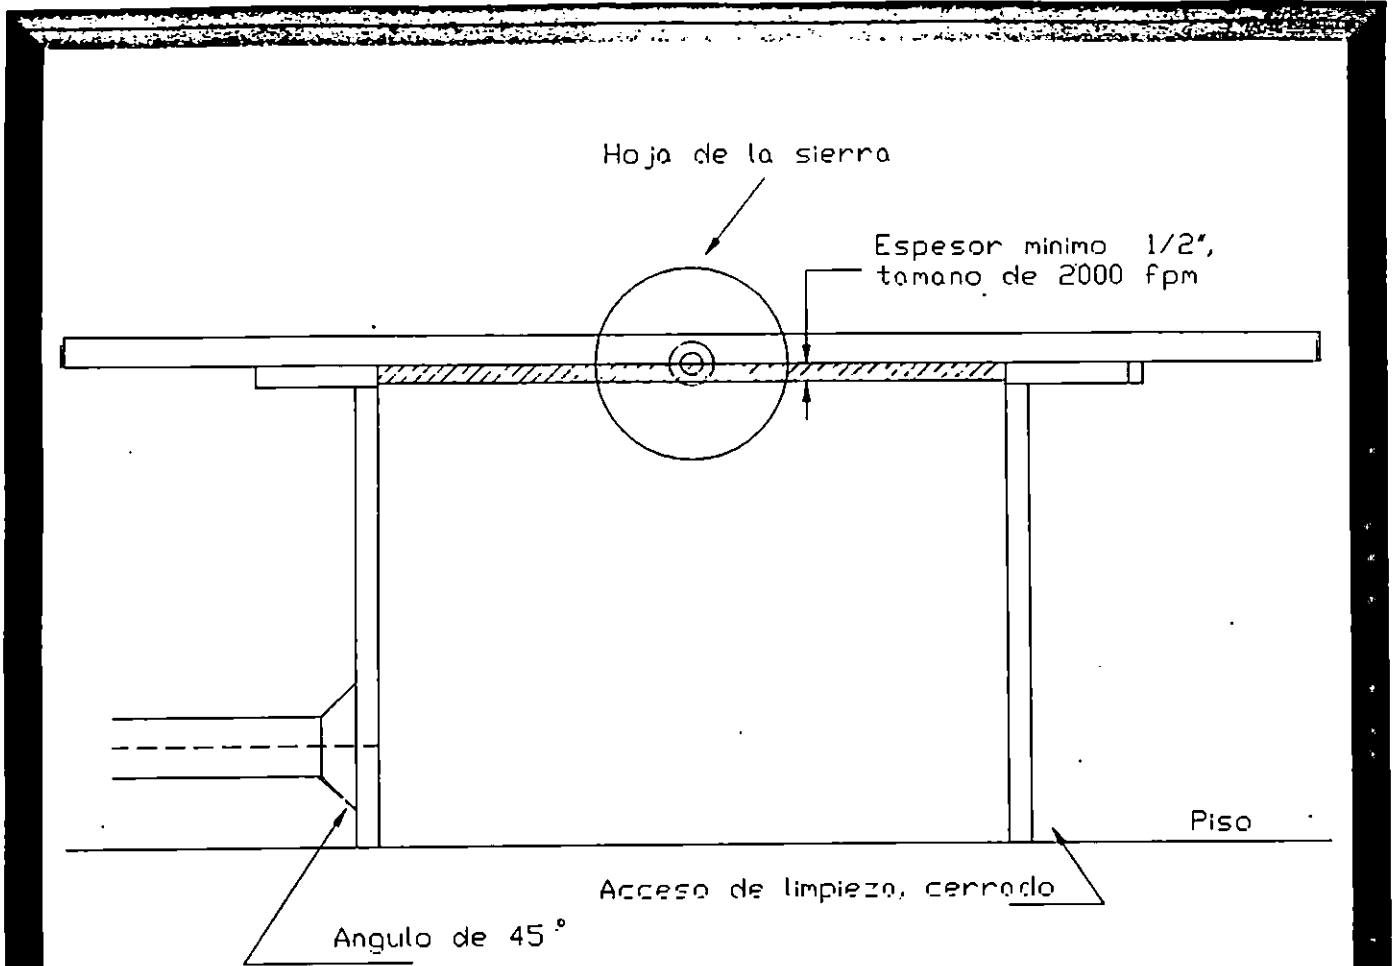 Hoja de la sierra
Espesor minimo 1/2",
tamano de 2000 fpm
Piso
Acceso de limpieza, cerrado
Angulo de 45°